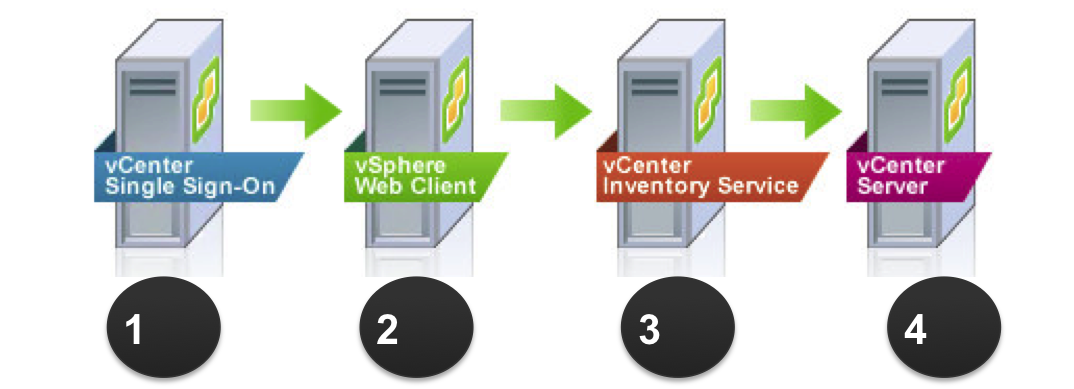 vCenter
Single Sign-On
vSphere
Web Client
vCenter
Inventory Service
vCenter
Server
1
2
3
4